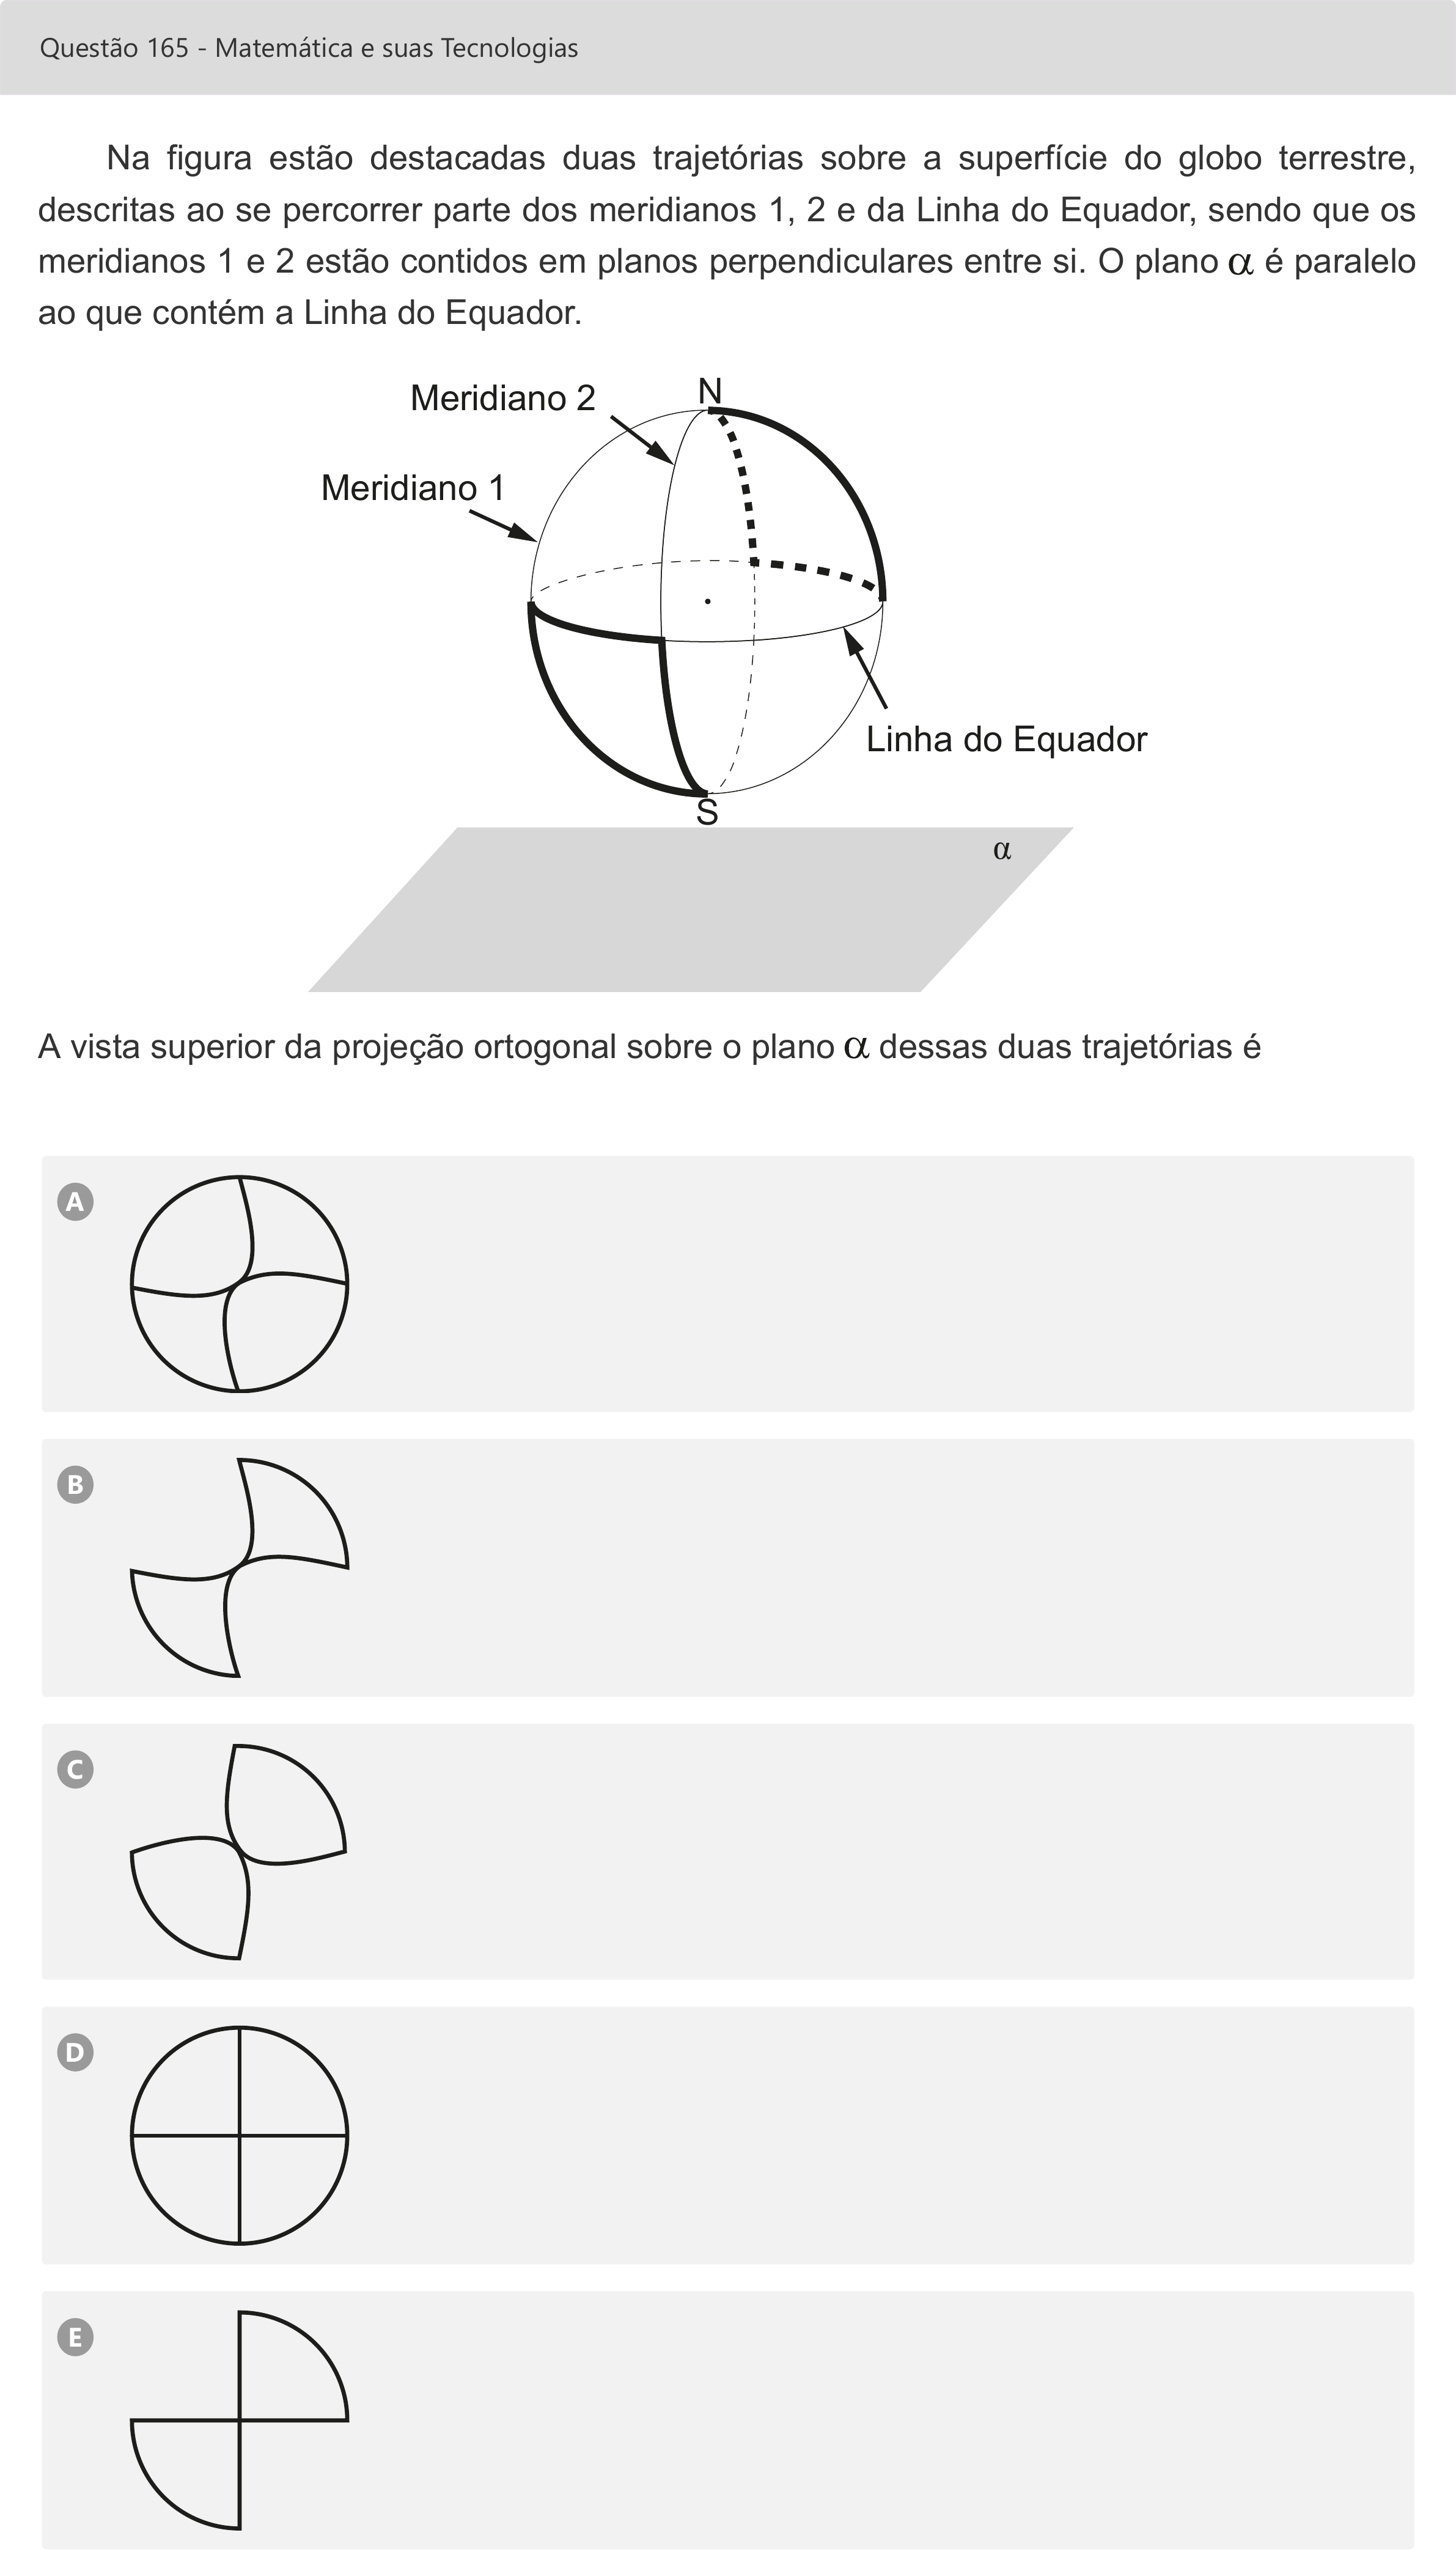 Questão 165 - Matemática e suas Tecnologias
Na figura estão destacadas duas trajetórias sobre a superfície do globo terrestre,
descritas ao se percorrer parte dos meridianos 1, 2 e da Linha do Equador, sendo que os
meridianos 1 e 2 estão contidos em planos perpendiculares entre si. O plano α é paralelo
ao que contém a Linha do Equador.
N
Meridiano 2
Meridiano 1
Linha do Equador
S
α
A vista superior da projeção ortogonal sobre o plano α dessas duas trajetórias é
A
B
C
D
E